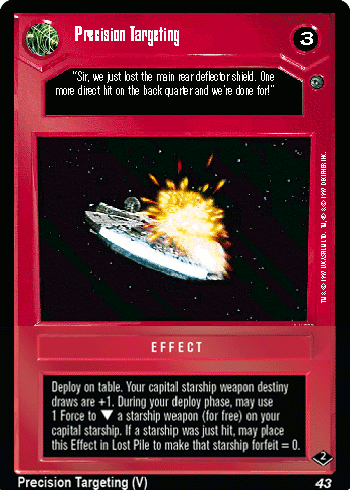 Precision Targeting
3
"Sir, we just lost the main rear deflector shield. One
more direct hit on the back quarter and we're done for!"
EFFECT
Deploy on table. Your capital starship weapon destiny
draws are +1. During your deploy phase, may use
1 Force to ▼ a starship weapon (for free) on your
capital starship. If a starship was just hit, may place
this Effect in Lost Pile to make that starship forfeit = 0.
2
Precision Targeting (V)
43